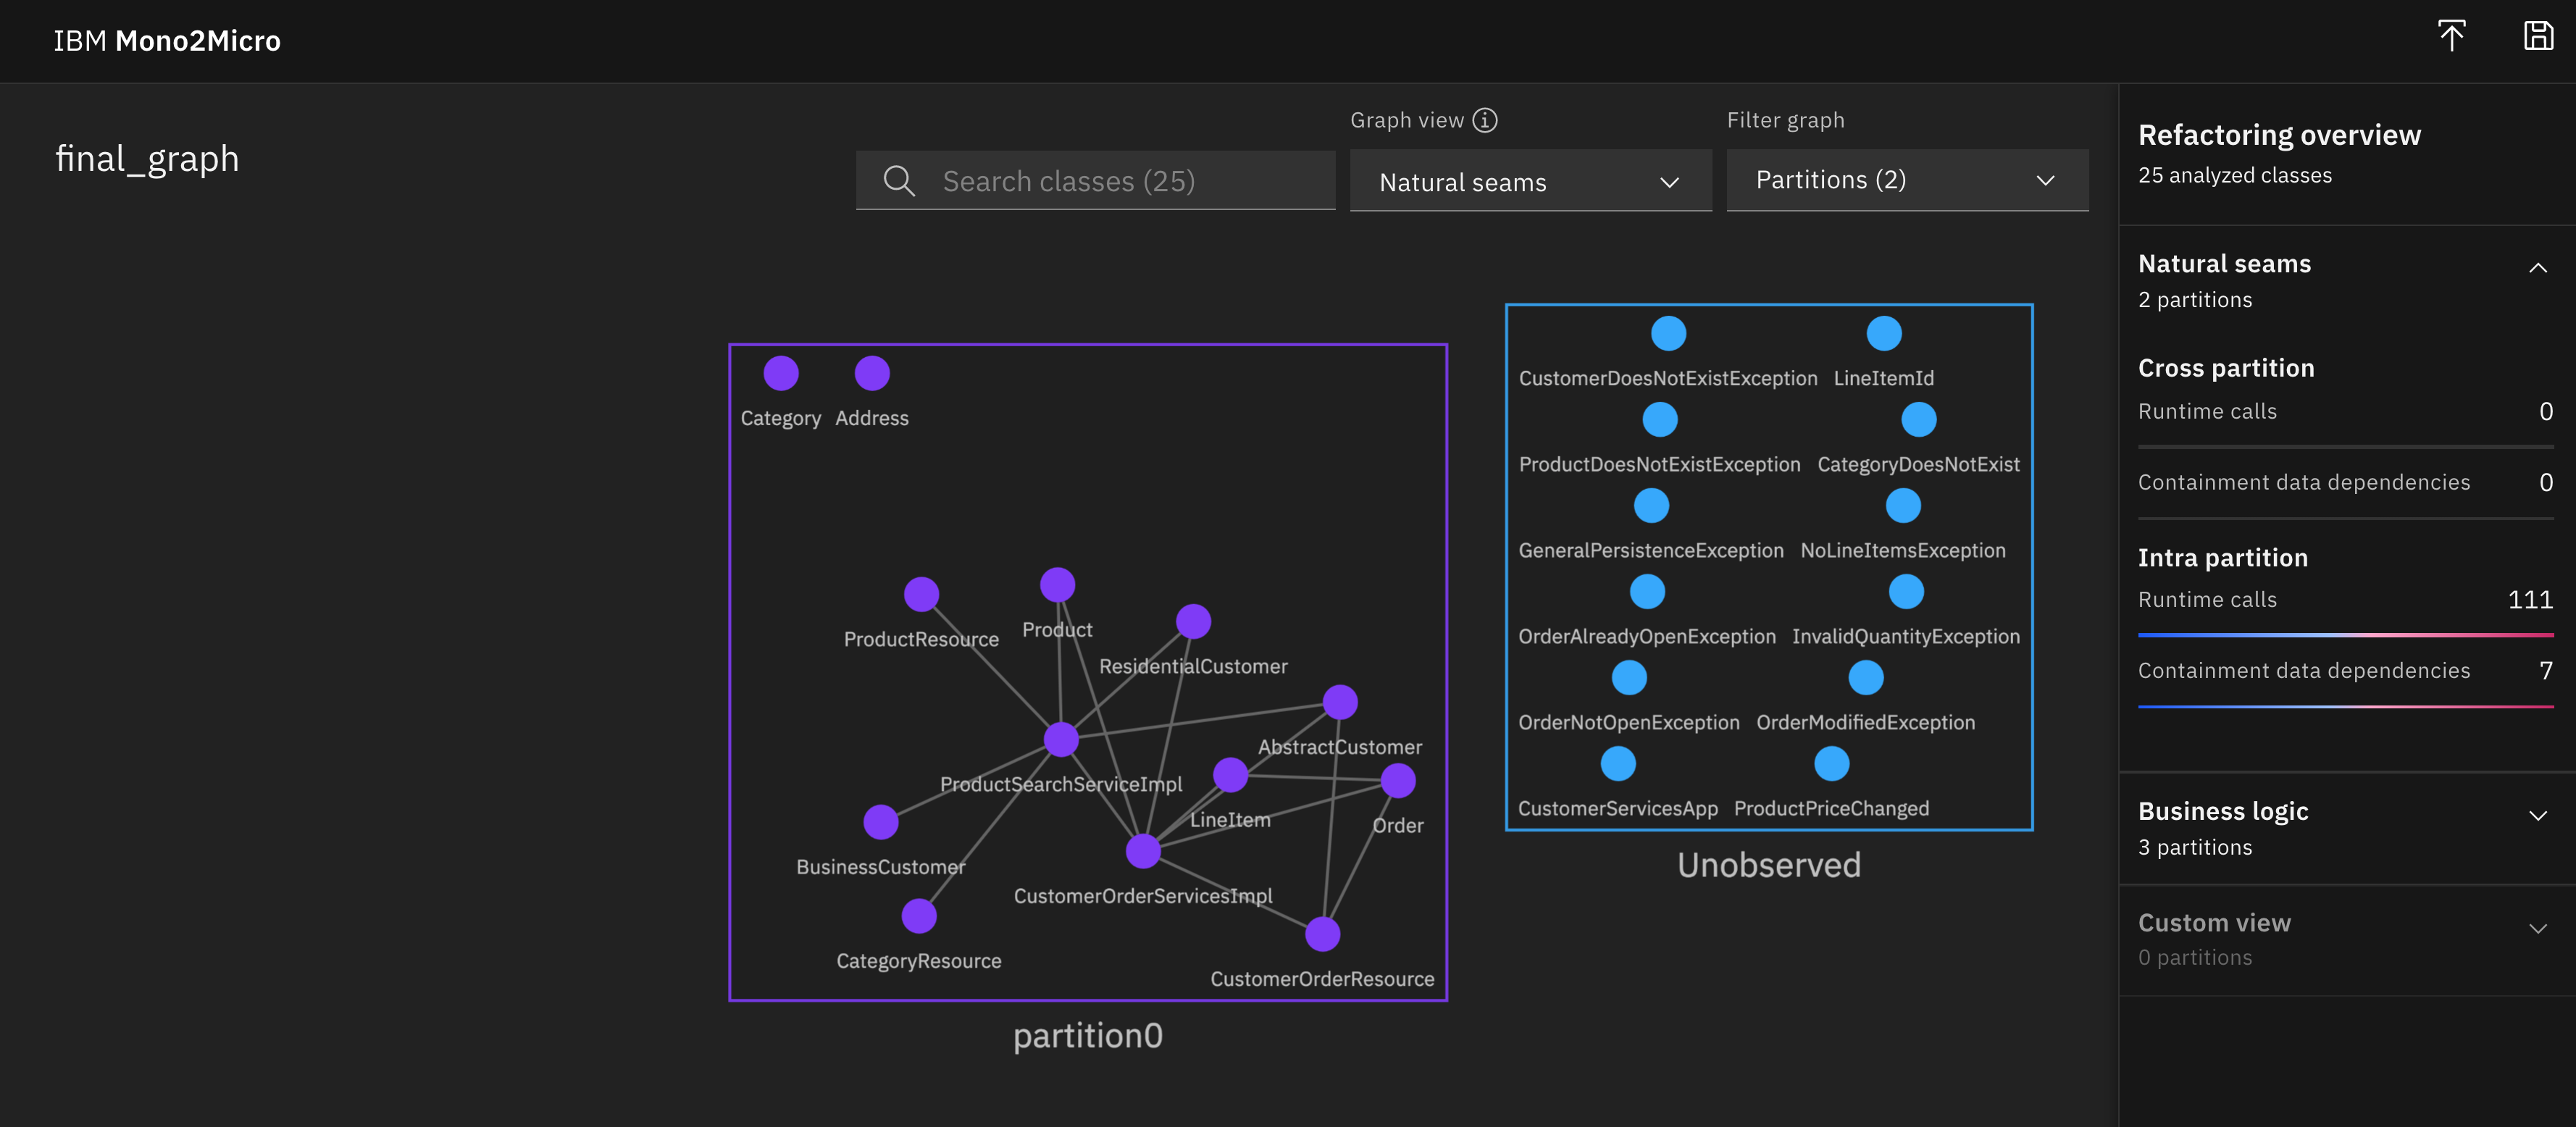 IBM Mono2Micro
final_graph
Search classes (25)
Graph view
Natural seams
Filter graph
Partitions (2)
Category
Address
ProductResource
Product
ResidentialCustomer
AbstractCustomer
ProductSearchServiceImpl
LineItem
Order
BusinessCustomer
CustomerOrderServicesImpl
CategoryResource
CustomerOrderResource
partition0
CustomerDoesNotExistException
LineItemId
ProductDoesNotExistException
CategoryDoesNotExist
GeneralPersistenceException
NoLineItemsException
OrderAlreadyOpenException
InvalidQuantityException
OrderNotOpenException
OrderModifiedException
CustomerServicesApp
ProductPriceChanged
Unobserved
Refactoring overview
25 analyzed classes
Natural seams
2 partitions
Cross partition
Runtime calls 0
Containment data dependencies 0
Intra partition
Runtime calls 111
Containment data dependencies 7
Business logic
3 partitions
Custom view
0 partitions